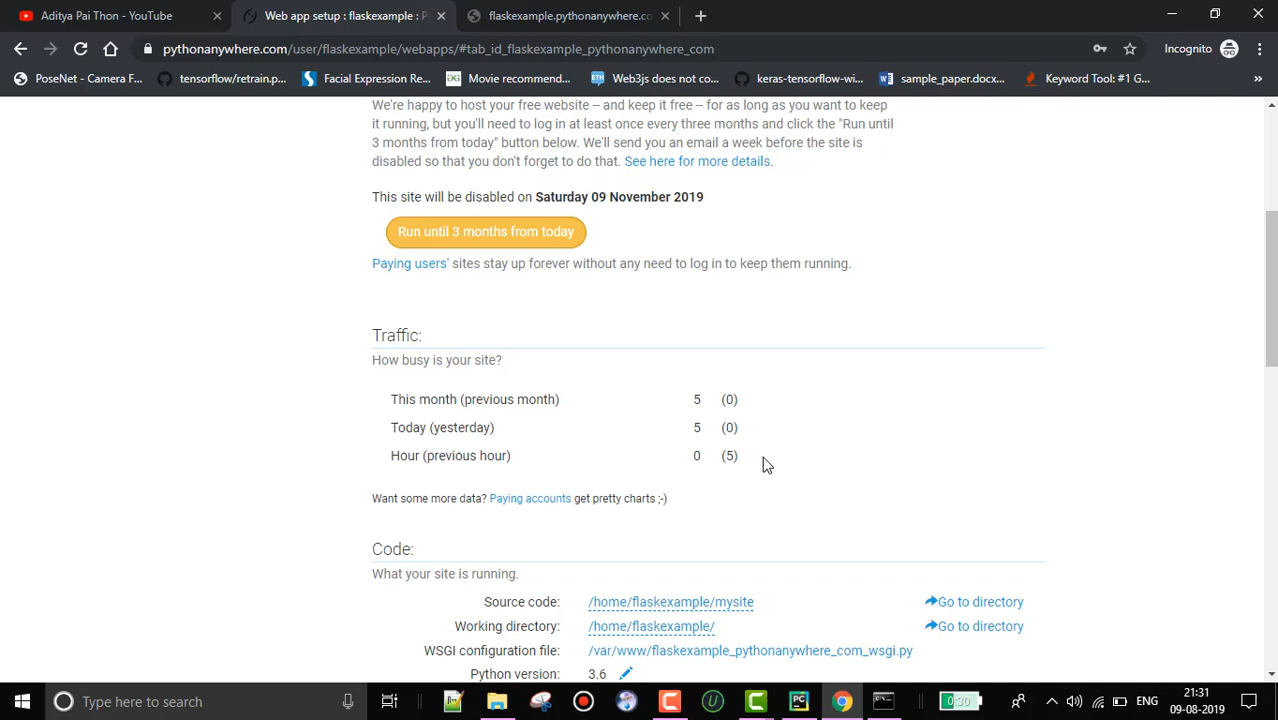 Aditya Pai Thon - YouTube
Web app setup : flaskexample : P
flaskexample.pythonanywhere.co
pythonanywhere.com/user/flaskexample/webapps/#tab_id_flaskexample_pythonanywhere_com
Incognito
PoseNet - Camera F...
tensorflow/retrain.p...
Facial Expression Re...
Movie recommend...
Web3js does not co...
keras-tensorflow-wi...
sample_paper.docx...
Keyword Tool: #1 G...
We're happy to host your free website -- and keep it free -- for as long as you want to keep
it running, but you'll need to log in at least once every three months and click the "Run until
3 months from today" button below. We'll send you an email a week before the site is
disabled so that you don't forget to do that. See here for more details.
This site will be disabled on Saturday 09 November 2019
Run until 3 months from today
Paying users' sites stay up forever without any need to log in to keep them running.
Traffic:
How busy is your site?
This month (previous month) 5 (0)
Today (yesterday) 5 (0)
Hour (previous hour) 0 (5)
Want some more data? Paying accounts get pretty charts ;-)
Code:
What your site is running.
Source code: /home/flaskexample/mysite Go to directory
Working directory: /home/flaskexample/ Go to directory
WSGI configuration file: /var/www/flaskexample_pythonanywhere_com_wsgi.py
Python version: 3.6
Type here to search
0:30
ENG
21:31
09-08-2019